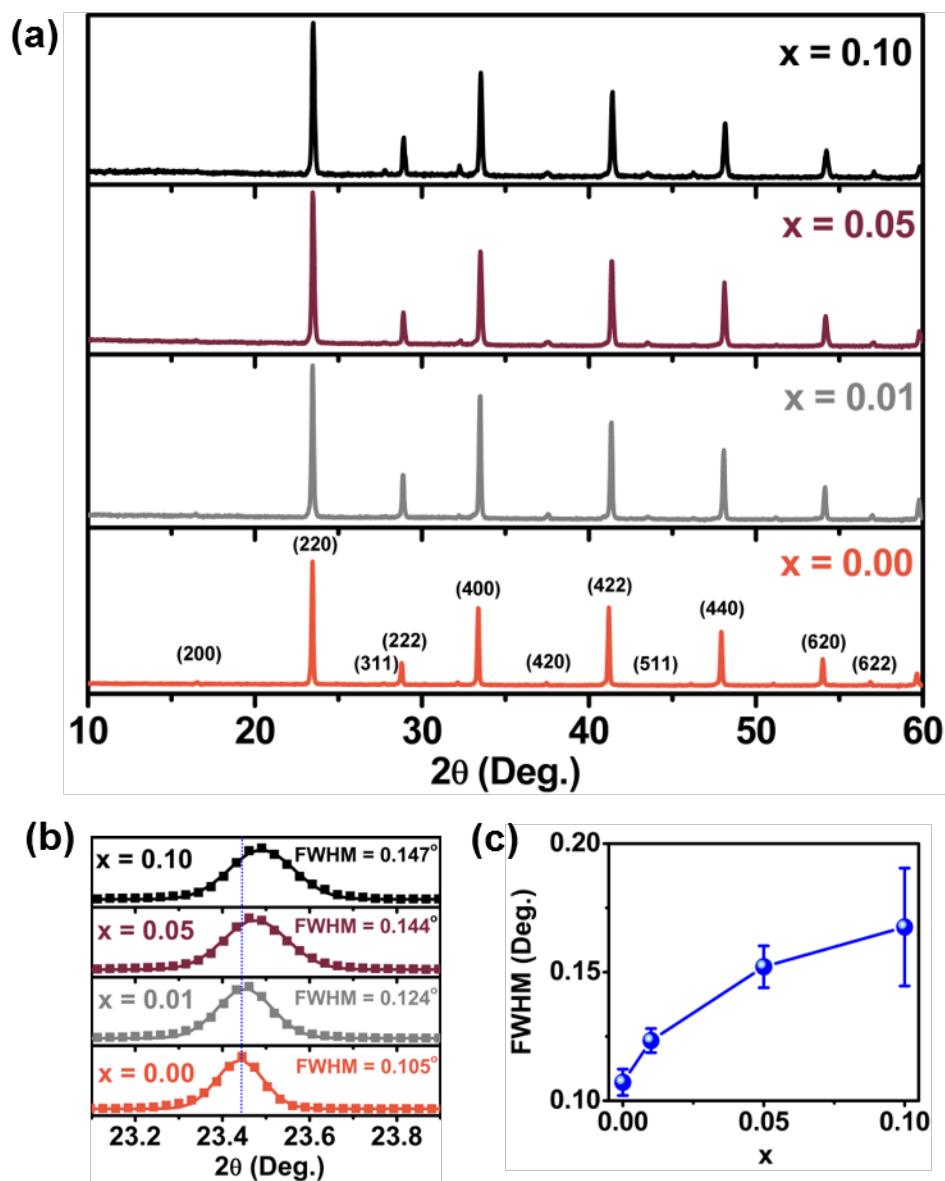 (a)
x = 0.10
x = 0.05
x = 0.01
x = 0.00
(200)
(220)
(311)
(222)
(400)
(420)
(422)
(511)
(440)
(620)
(622)
10 20 30 40 50 60
2θ (Deg.)
(b)
x = 0.10 FWHM = 0.147°
x = 0.05 FWHM = 0.144°
x = 0.01 FWHM = 0.124°
x = 0.00 FWHM = 0.105°
23.2 23.4 23.6 23.8
2θ (Deg.)
(c)
FWHM (Deg.)
0.20
0.15
0.10
0.00 0.05 0.10
x